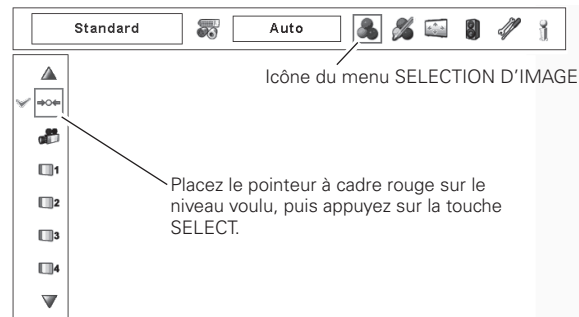 Standard Auto
Icône du menu SELECTION D'IMAGE
Placez le pointeur à cadre rouge sur le
niveau voulu, puis appuyez sur la touche
SELECT.
1
2
3
4